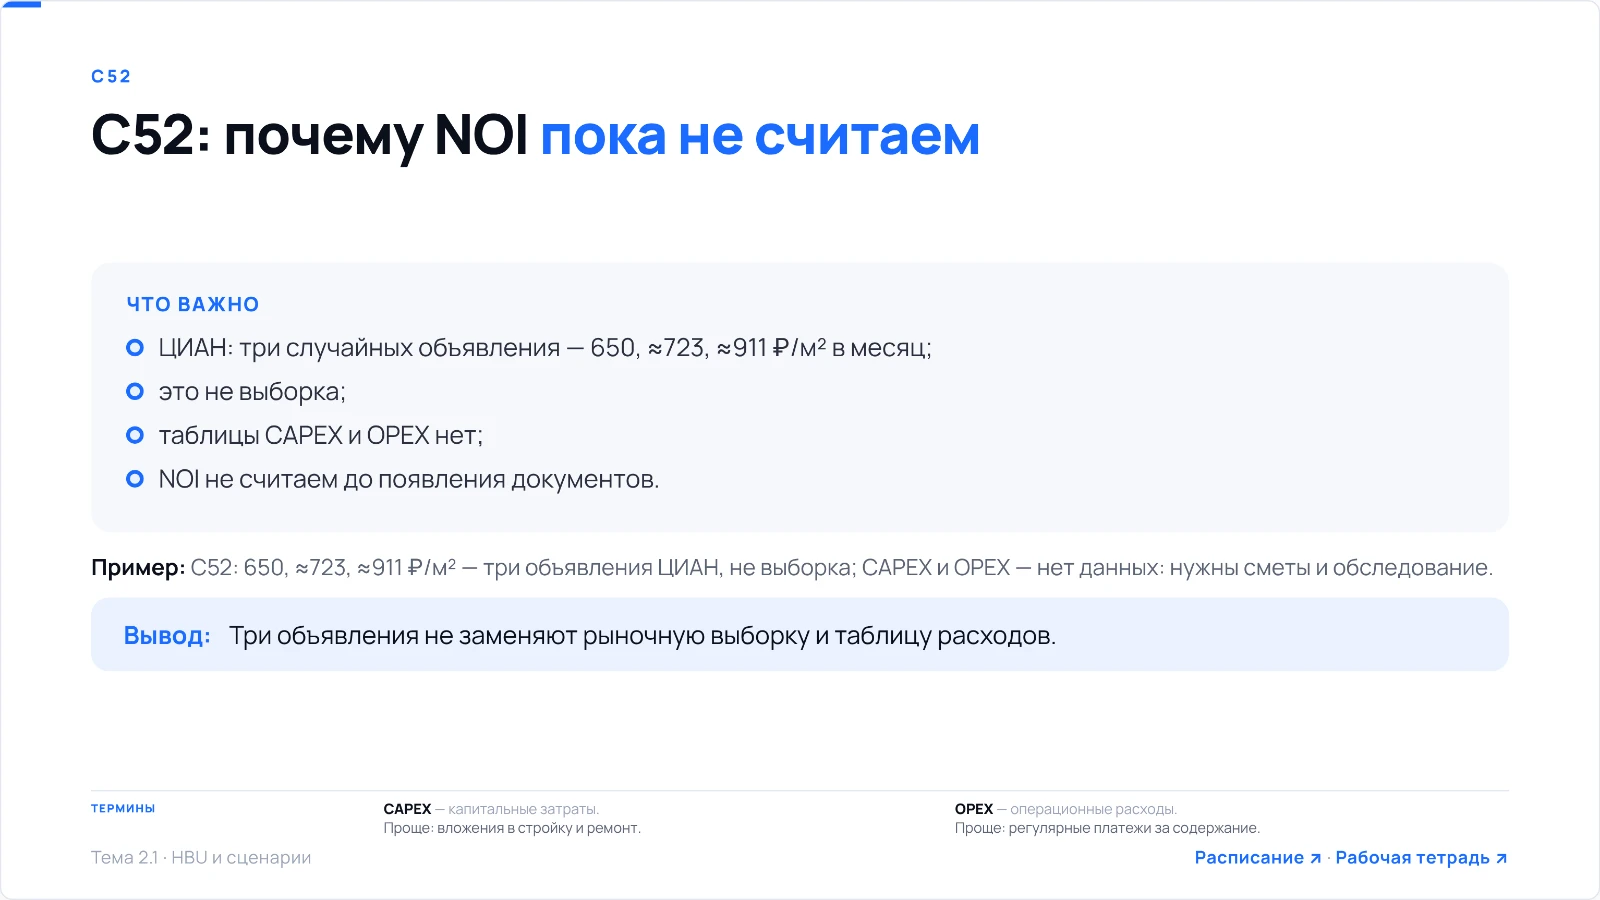 C52
C52: почему NOI пока не считаем
ЧТО ВАЖНО
ЦИАН: три случайных объявления — 650, ≈723, ≈911 ₽/м² в месяц;
это не выборка;
таблицы CAPEX и OPEX нет;
NOI не считаем до появления документов.
Пример: C52: 650, ≈723, ≈911 ₽/м² — три объявления ЦИАН, не выборка; CAPEX и OPEX — нет данных: нужны сметы и обследование.
Вывод: Три объявления не заменяют рыночную выборку и таблицу расходов.
ТЕРМИНЫ
CAPEX — капитальные затраты.
Проще: вложения в стройку и ремонт.
OPEX — операционные расходы.
Проще: регулярные платежи за содержание.
Тема 2.1 · HBU и сценарии
Расписание ↗ · Рабочая тетрадь ↗